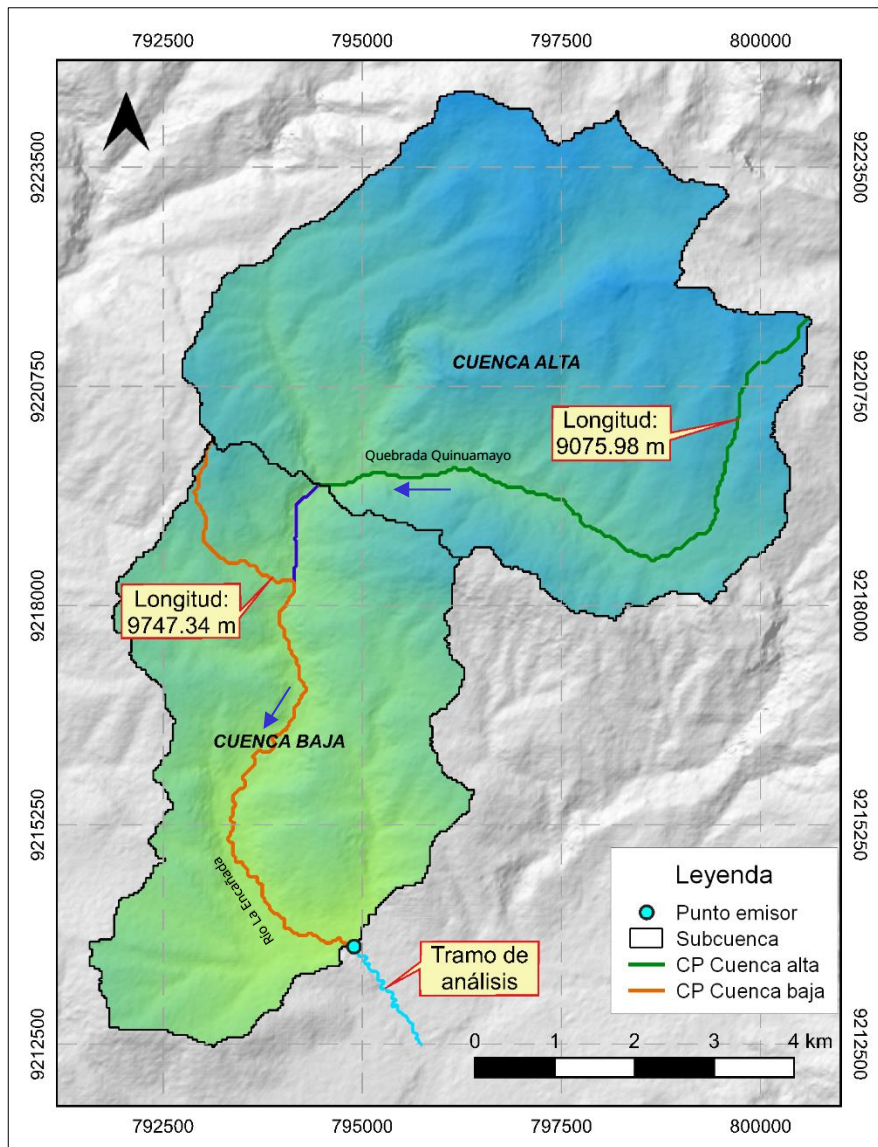 792500 795000 797500 800000
9223500 9223500
CUENCA ALTA
9220750 9220750
Longitud:
9075.98 m
Quebrada Quinuamayo
9218000 9218000
Longitud:
9747.34 m
CUENCA BAJA
9215250 9215250
Río La Encañada
Leyenda
Punto emisor
Subcuenca
CP Cuenca alta
CP Cuenca baja
Tramo de
análisis
9212500 9212500
0 1 2 3 4 km
792500 795000 797500 800000